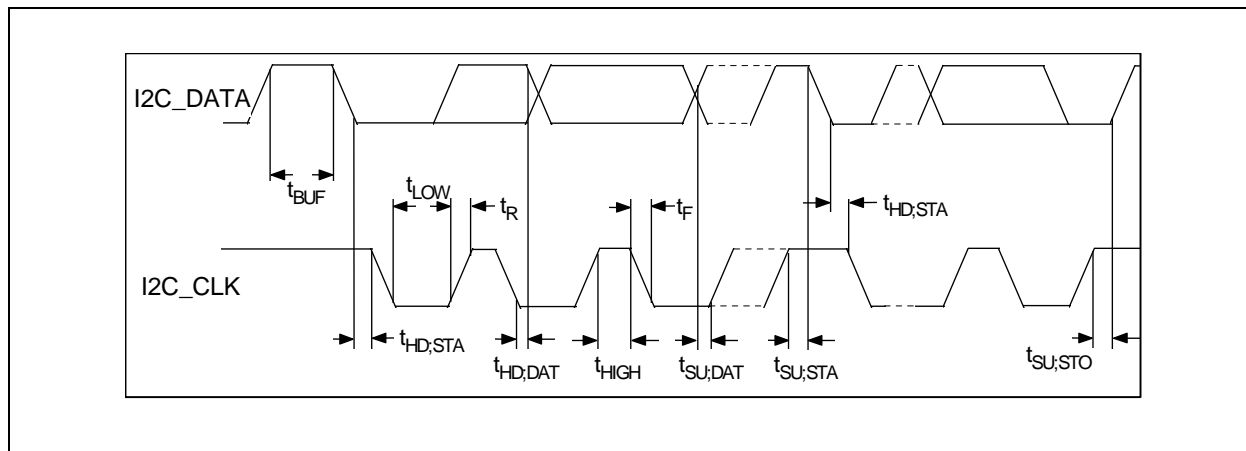 I2C_DATA
tBUF
tLOW
tR
tF
tHD;STA
I2C_CLK
tHD;STA
tHD;DAT
tHIGH
tSU;DAT
tSU;STA
tSU;STO